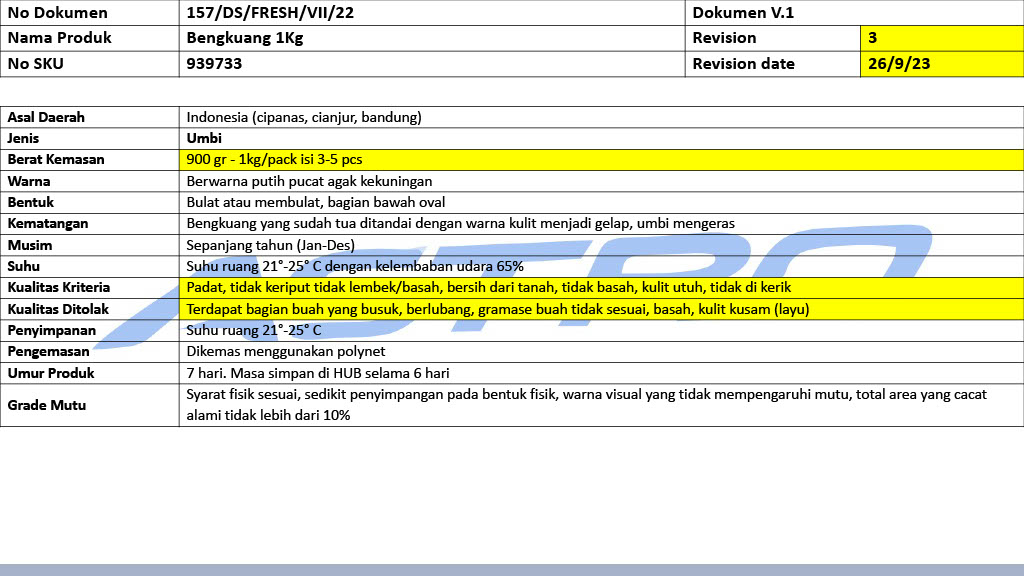 No Dokumen 157/DS/FRESH/VII/22 Dokumen V.1
Nama Produk Bengkuang 1Kg Revision 3
No SKU 939733 Revision date 26/9/23
Asal Daerah Indonesia (cipanas, cianjur, bandung)
Jenis Umbi
Berat Kemasan 900 gr - 1kg/pack isi 3-5 pcs
Warna Berwarna putih pucat agak kekuningan
Bentuk Bulat atau membulat, bagian bawah oval
Kematangan Bengkuang yang sudah tua ditandai dengan warna kulit menjadi gelap, umbi mengeras
Musim Sepanjang tahun (Jan-Des)
Suhu Suhu ruang 21°-25° C dengan kelembaban udara 65%
Kualitas Kriteria Padat, tidak keriput tidak lembek/basah, bersih dari tanah, tidak basah, kulit utuh, tidak di kerik
Kualitas Ditolak Terdapat bagian buah yang busuk, berlubang, gramase buah tidak sesuai, basah, kulit kusam (layu)
Penyimpanan Suhu ruang 21°-25° C
Pengemasan Dikemas menggunakan polynet
Umur Produk 7 hari. Masa simpan di HUB selama 6 hari
Grade Mutu Syarat fisik sesuai, sedikit penyimpangan pada bentuk fisik, warna visual yang tidak mempengaruhi mutu, total area yang cacat
alami tidak lebih dari 10%
ASTRO